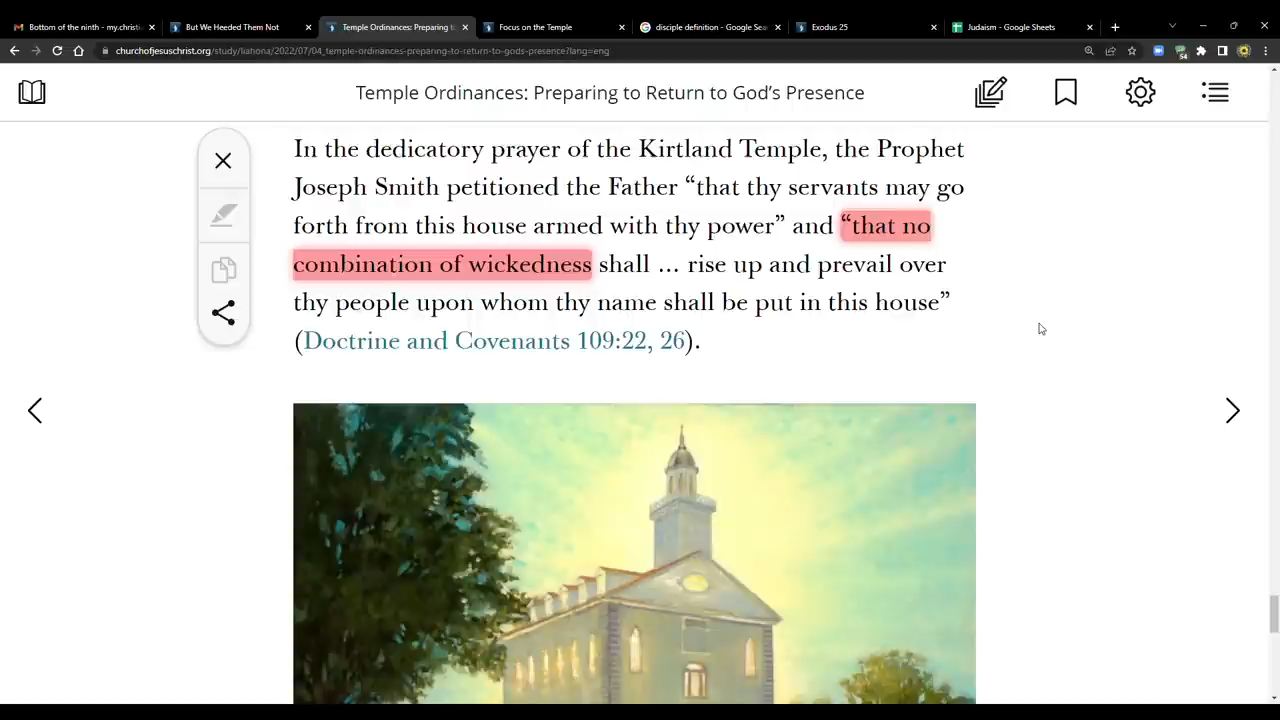 Bottom of the ninth - my.christi
But We Heeded Them Not
Temple Ordinances: Preparing to
Focus on the Temple
disciple definition - Google Sea
Exodus 25
Judaism - Google Sheets
churchofjesuschrist.org/study/liahona/2022/07/04_temple-ordinances-preparing-to-return-to-gods-presence?lang=eng
54
Temple Ordinances: Preparing to Return to God’s Presence
In the dedicatory prayer of the Kirtland Temple, the Prophet
Joseph Smith petitioned the Father “that thy servants may go
forth from this house armed with thy power” and “that no
combination of wickedness shall … rise up and prevail over
thy people upon whom thy name shall be put in this house”
(Doctrine and Covenants 109:22, 26).